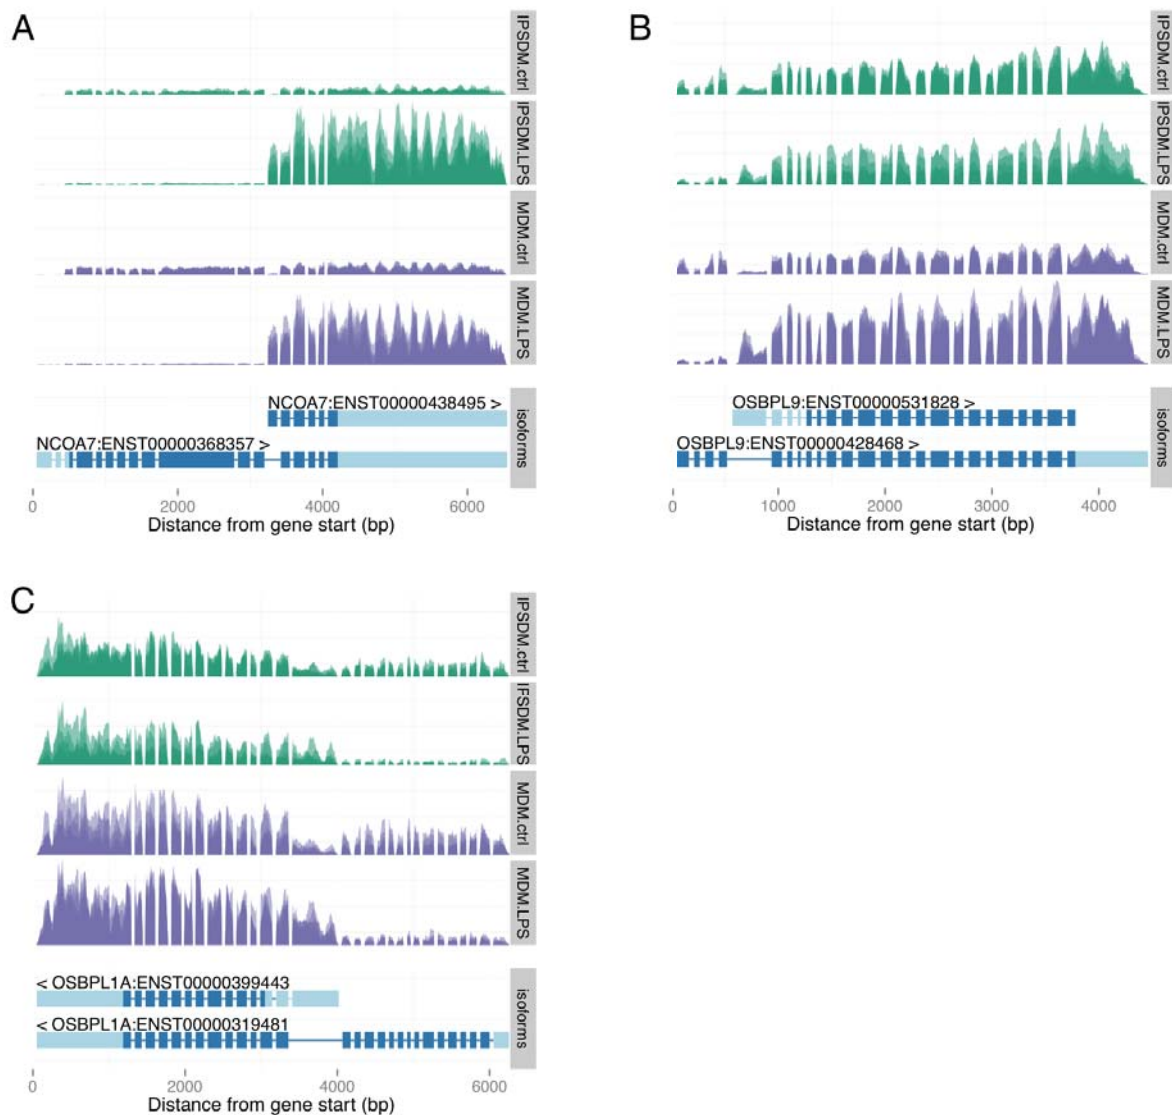 A
IPSDM.ctrl
IPSDM.LPS
MDM.ctrl
MDM.LPS
isoforms
NCOA7:ENST00000438495 >
NCOA7:ENST00000368357 >
0 2000 4000 6000
Distance from gene start (bp)
B
IPSDM.ctrl
IPSDM.LPS
MDM.ctrl
MDM.LPS
isoforms
OSBPL9:ENST00000531828 >
OSBPL9:ENST00000428468 >
0 1000 2000 3000 4000
Distance from gene start (bp)
C
IPSDM.ctrl
IFSDM.LPS
MDM.ctrl
MDM.LPS
isoforms
< OSBPL1A:ENST00000399443
< OSBPL1A:ENST00000319481
0 2000 4000 6000
Distance from gene start (bp)